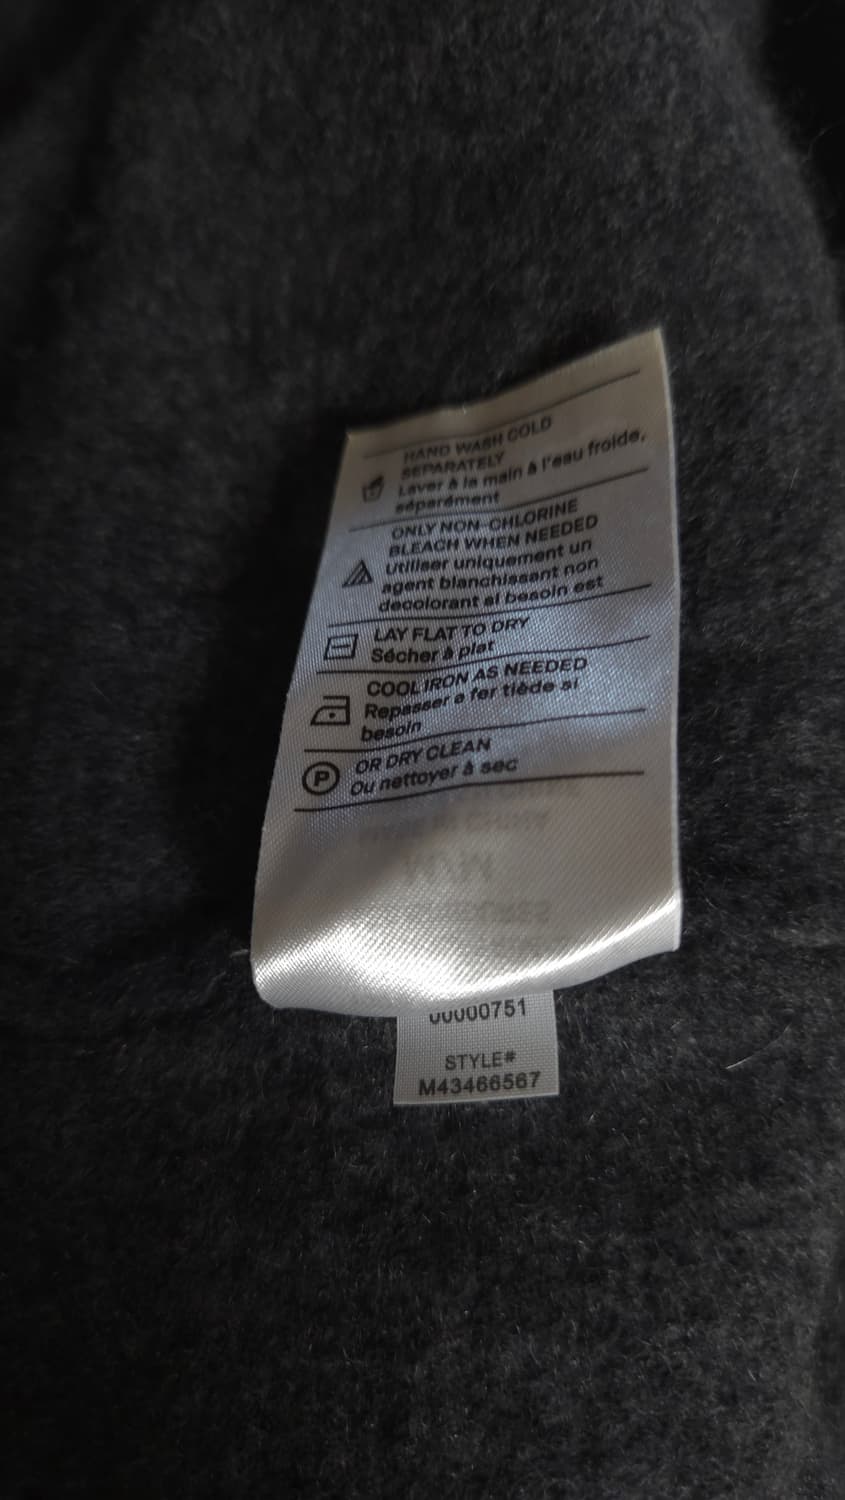 HAND WASH COLD
SEPARATELY
Laver à la main à l'eau froide,
séparément
ONLY NON-CHLORINE
BLEACH WHEN NEEDED
Utiliser uniquement un
agent blanchissant non
decolorant si besoin est
LAY FLAT TO DRY
Sécher à plat
COOL IRON AS NEEDED
Repasser a fer tiède si
besoin
P
OR DRY CLEAN
Ou nettoyer à sec
M/M
00000751
STYLE#
M43466567